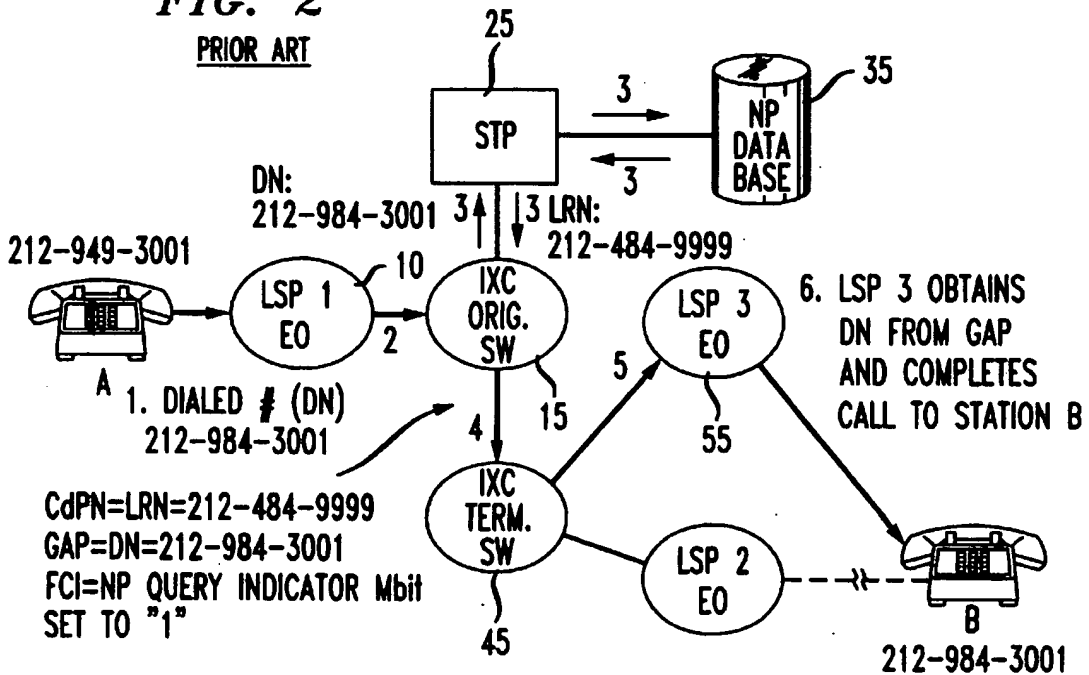 FIG. 2
PRIOR ART
25
STP
3
3
NP
DATA
BASE
35
DN:
212-984-3001
3
3
LRN:
212-484-9999
212-949-3001
A
LSP 1
EO
10
2
IXC
ORIG.
SW
15
1. DIALED # (DN)
212-984-3001
4
CdPN=LRN=212-484-9999
GAP=DN=212-984-3001
FCI=NP QUERY INDICATOR Mbit
SET TO "1"
IXC
TERM.
SW
45
5
LSP 3
EO
55
6. LSP 3 OBTAINS
DN FROM GAP
AND COMPLETES
CALL TO STATION B
LSP 2
EO
B
212-984-3001